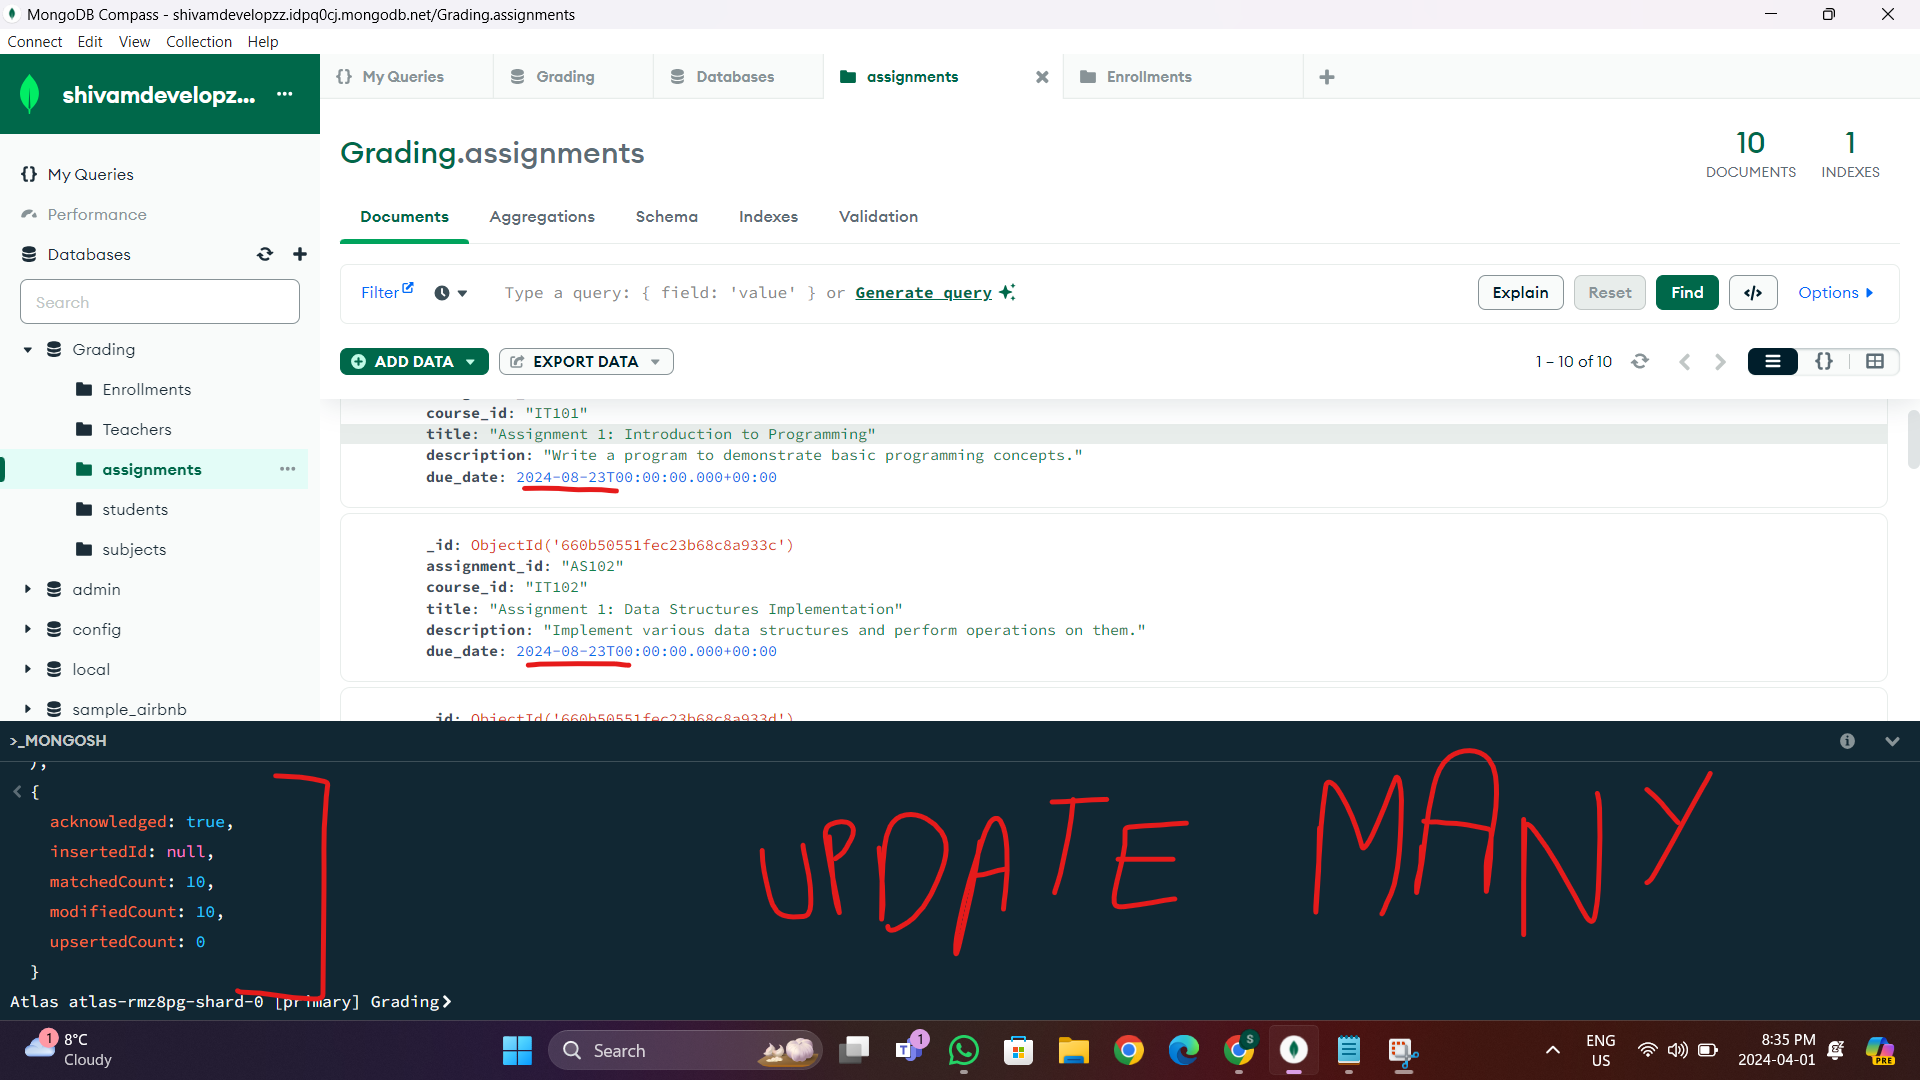 MongoDB Compass - shivamdevelopzz.idpq0cj.mongodb.net/Grading.assignments
Connect Edit View Collection Help
shivamdevelopz... ...
{} My Queries
Grading
Databases
assignments
Enrollments
My Queries
Performance
Databases
Search
Grading
Enrollments
Teachers
assignments
students
subjects
admin
config
local
sample_airbnb
Grading.assignments
10
DOCUMENTS
1
INDEXES
Documents Aggregations Schema Indexes Validation
Filter
Type a query: { field: 'value' } or Generate query
Explain Reset Find </> Options
ADD DATA EXPORT DATA
1 – 10 of 10
{}
course_id: "IT101"
title: "Assignment 1: Introduction to Programming"
description: "Write a program to demonstrate basic programming concepts."
due_date: 2024-08-23T00:00:00.000+00:00
_id: ObjectId('660b50551fec23b68c8a933c')
assignment_id: "AS102"
course_id: "IT102"
title: "Assignment 1: Data Structures Implementation"
description: "Implement various data structures and perform operations on them."
due_date: 2024-08-23T00:00:00.000+00:00
_id: ObjectId('660b50551fec23b68c8a933d')
>_MONGOSH
);
< {
acknowledged: true,
insertedId: null,
matchedCount: 10,
modifiedCount: 10,
upsertedCount: 0
}
UPDATE MANY
Atlas atlas-rmz8pg-shard-0 [primary] Grading>
1
8°C
Cloudy
Search
1
S
ENG
US
8:35 PM
2024-04-01
PRE